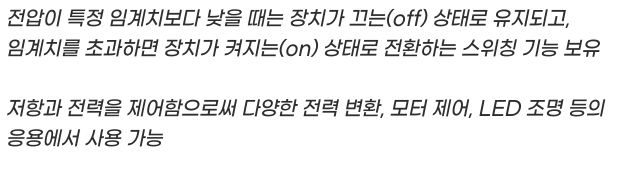 전압이 특정 임계치보다 낮을 때는 장치가 끄는(off) 상태로 유지되고,
임계치를 초과하면 장치가 켜지는(on) 상태로 전환하는 스위칭 기능 보유
저항과 전력을 제어함으로써 다양한 전력 변환, 모터 제어, LED 조명 등의
응용에서 사용 가능